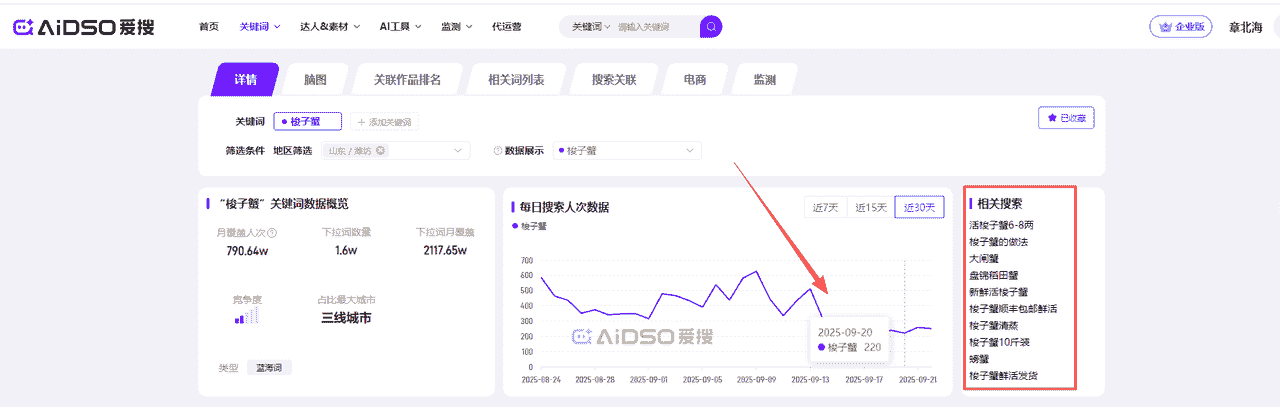 AiDSO爱搜 首页 关键词 达人&素材 AI工具 监测 代运营 关键词 请输入关键词 企业版 章北海
详情 脑图 关联作品排名 相关词列表 搜索关联 电商 监测
关键词 梭子蟹 + 添加关键词 已收藏
筛选条件 地区筛选 山东 / 潍坊 数据展示 梭子蟹
“梭子蟹”关键词数据概览
月覆盖人次 下拉词数量 下拉词月覆盖
790.64w 1.6w 2117.65w
竞争度 占比最大城市
三线城市
类型 蓝海词
每日搜索人次数据 近7天 近15天 近30天
梭子蟹
700
600
500
400
300
200
100
0
AiDSO爱搜
2025-09-20
梭子蟹 220
2025-08-24 2025-08-28 2025-09-01 2025-09-05 2025-09-09 2025-09-13 2025-09-17 2025-09-21
相关搜索
活梭子蟹6-8两
梭子蟹的做法
大闸蟹
盘锦稻田蟹
新鲜活梭子蟹
梭子蟹顺丰包邮鲜活
梭子蟹清蒸
梭子蟹10斤装
螃蟹
梭子蟹鲜活发货